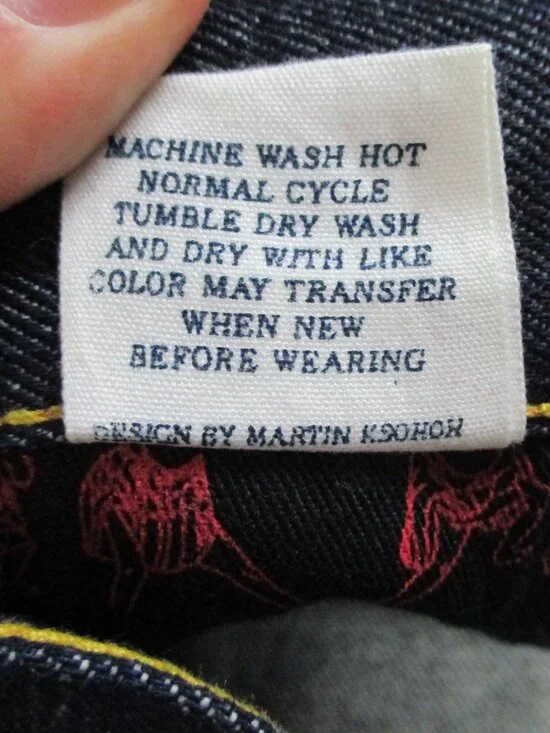 MACHINE WASH HOT
NORMAL CYCLE
TUMBLE DRY WASH
AND DRY WITH LIKE
COLOR MAY TRANSFER
WHEN NEW
BEFORE WEARING
DESIGN BY MARTIN